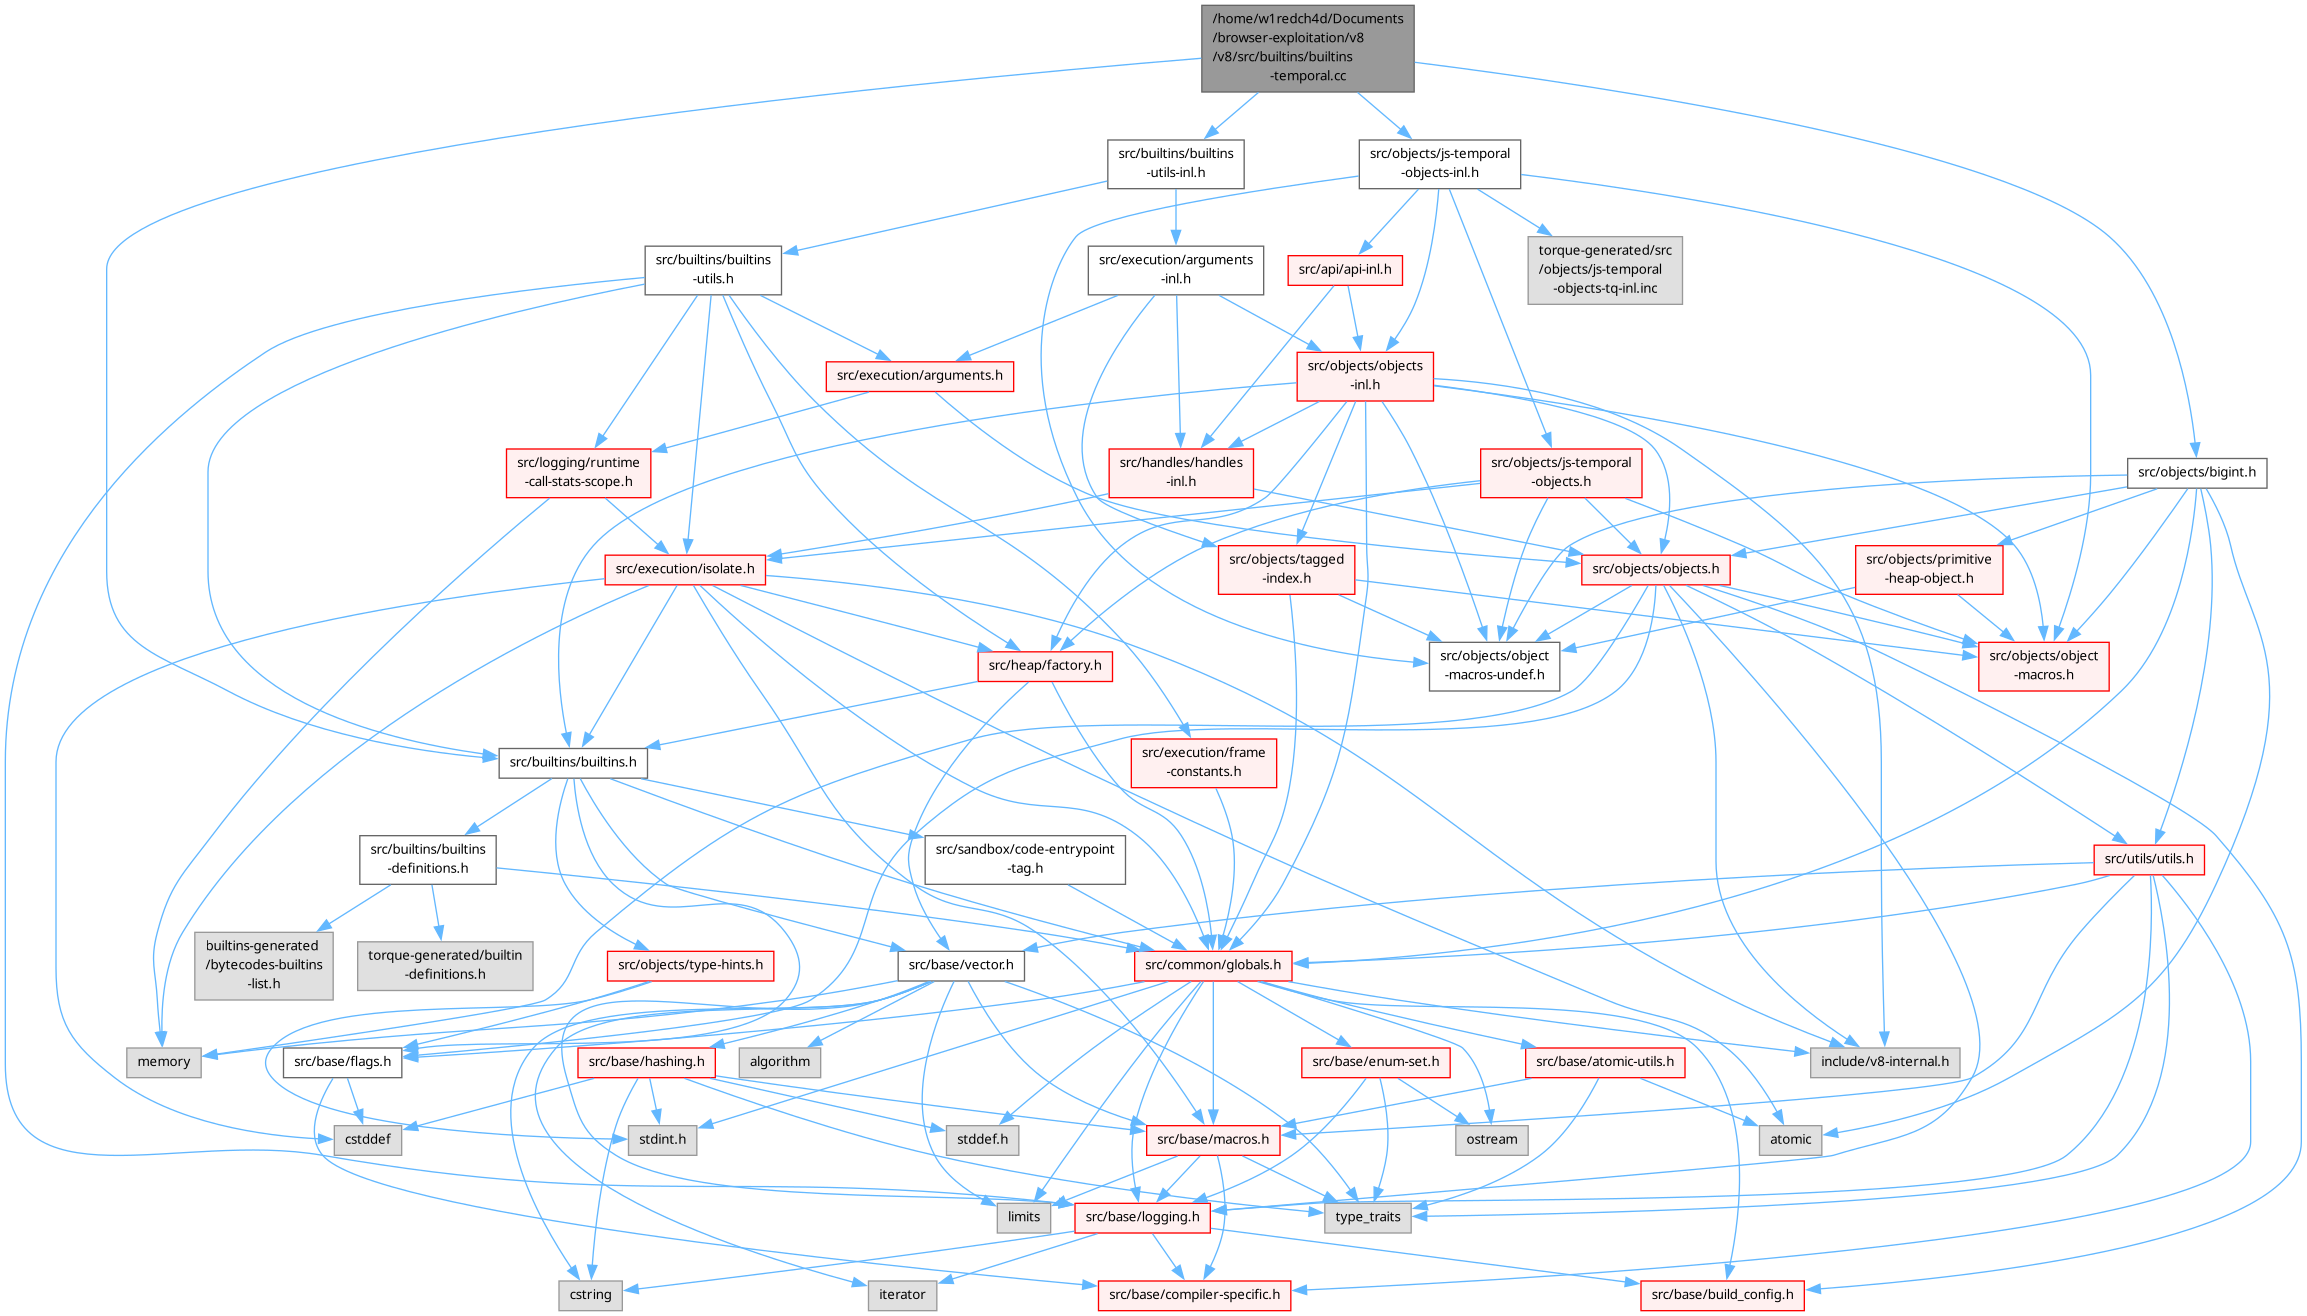 /home/w1redch4d/Documents
/browser-exploitation/v8
/v8/src/builtins/builtins
-temporal.cc
src/builtins/builtins
-utils-inl.h
src/objects/js-temporal
-objects-inl.h
src/builtins/builtins
-utils.h
src/execution/arguments
-inl.h
src/api/api-inl.h
torque-generated/src
/objects/js-temporal
-objects-tq-inl.inc
src/execution/arguments.h
src/objects/objects
-inl.h
src/logging/runtime
-call-stats-scope.h
src/handles/handles
-inl.h
src/objects/js-temporal
-objects.h
src/objects/bigint.h
src/execution/isolate.h
src/objects/tagged
-index.h
src/objects/objects.h
src/objects/primitive
-heap-object.h
src/heap/factory.h
src/objects/object
-macros-undef.h
src/objects/object
-macros.h
src/builtins/builtins.h
src/execution/frame
-constants.h
src/builtins/builtins
-definitions.h
src/sandbox/code-entrypoint
-tag.h
src/utils/utils.h
builtins-generated
/bytecodes-builtins
-list.h
torque-generated/builtin
-definitions.h
src/objects/type-hints.h
src/base/vector.h
src/common/globals.h
memory
src/base/flags.h
src/base/hashing.h
algorithm
src/base/enum-set.h
src/base/atomic-utils.h
include/v8-internal.h
cstddef
stdint.h
stddef.h
src/base/macros.h
ostream
atomic
limits
src/base/logging.h
type_traits
cstring
iterator
src/base/compiler-specific.h
src/base/build_config.h